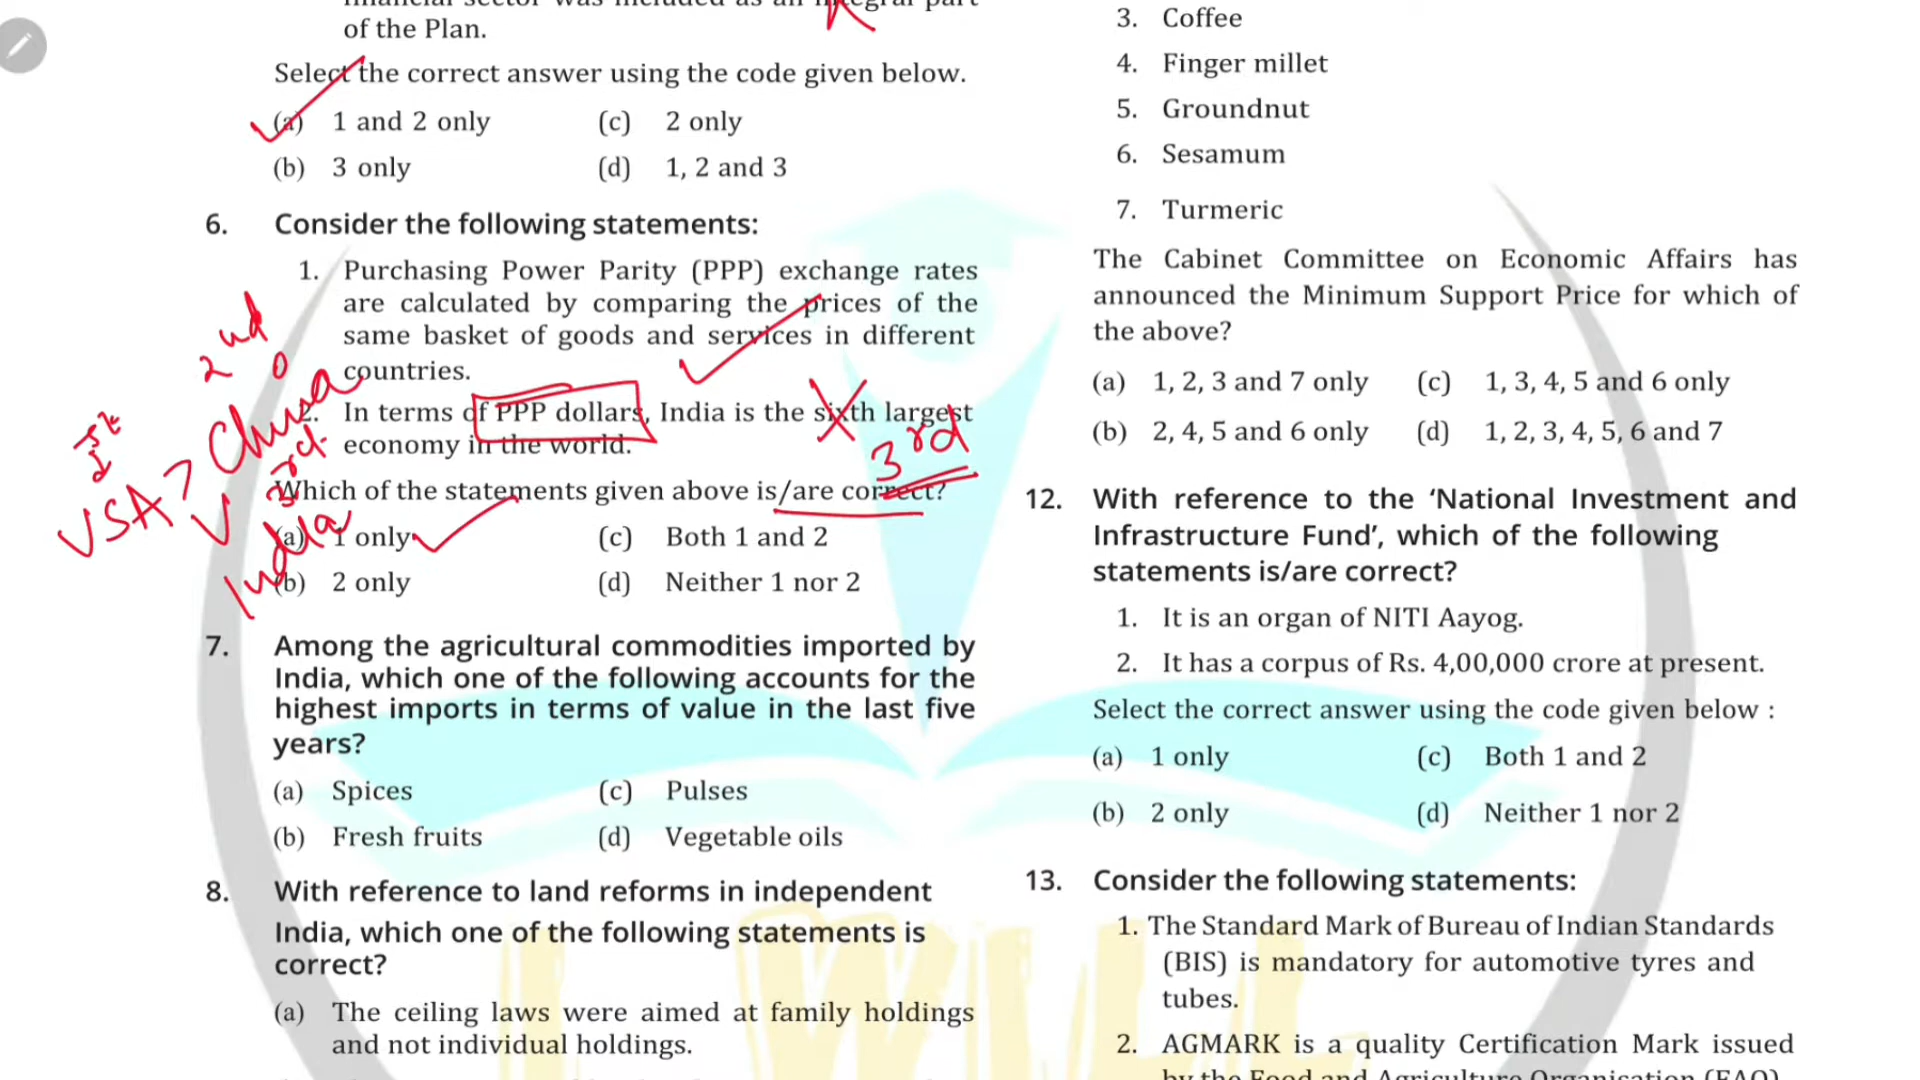 of the Plan.
Select the correct answer using the code given below.
(a) 1 and 2 only (c) 2 only
(b) 3 only (d) 1, 2 and 3
6. Consider the following statements:
1. Purchasing Power Parity (PPP) exchange rates
are calculated by comparing the prices of the
same basket of goods and services in different
countries.
2. In terms of PPP dollars, India is the sixth largest
economy in the world.
3rd
Which of the statements given above is/are correct?
(a) 1 only (c) Both 1 and 2
(b) 2 only (d) Neither 1 nor 2
1st
2nd
USA > China
3rd
India
7. Among the agricultural commodities imported by
India, which one of the following accounts for the
highest imports in terms of value in the last five
years?
(a) Spices (c) Pulses
(b) Fresh fruits (d) Vegetable oils
8. With reference to land reforms in independent
India, which one of the following statements is
correct?
(a) The ceiling laws were aimed at family holdings
and not individual holdings.
3. Coffee
4. Finger millet
5. Groundnut
6. Sesamum
7. Turmeric
The Cabinet Committee on Economic Affairs has
announced the Minimum Support Price for which of
the above?
(a) 1, 2, 3 and 7 only (c) 1, 3, 4, 5 and 6 only
(b) 2, 4, 5 and 6 only (d) 1, 2, 3, 4, 5, 6 and 7
12. With reference to the ‘National Investment and
Infrastructure Fund’, which of the following
statements is/are correct?
1. It is an organ of NITI Aayog.
2. It has a corpus of Rs. 4,00,000 crore at present.
Select the correct answer using the code given below :
(a) 1 only (c) Both 1 and 2
(b) 2 only (d) Neither 1 nor 2
13. Consider the following statements:
1. The Standard Mark of Bureau of Indian Standards
(BIS) is mandatory for automotive tyres and
tubes.
2. AGMARK is a quality Certification Mark issued
by the Food and Agriculture Organisation (FAO)